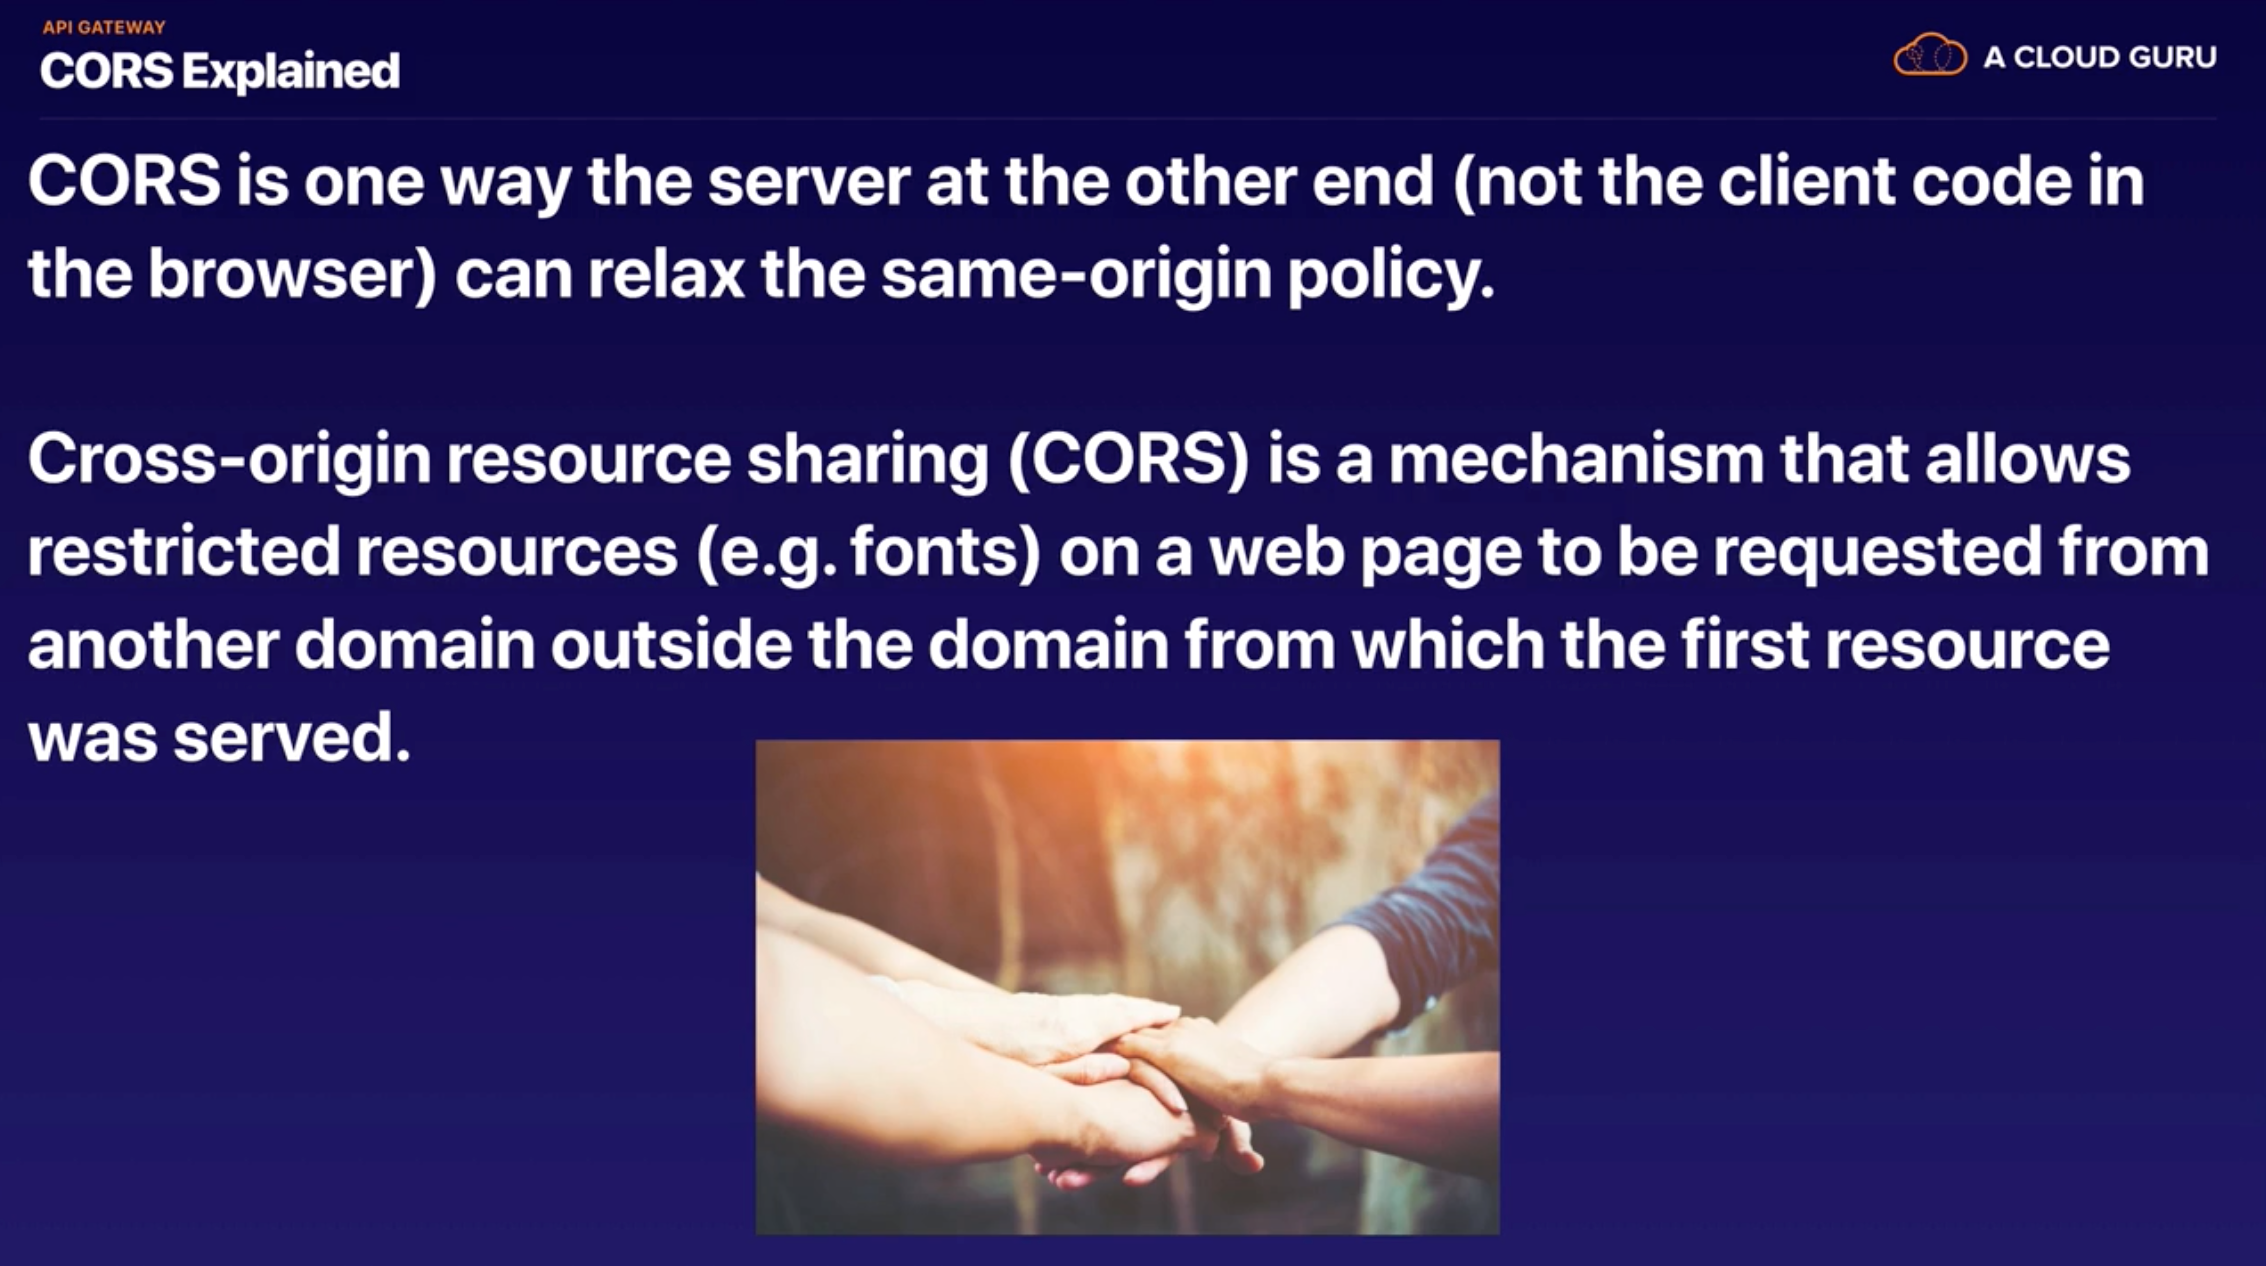 API GATEWAY
CORS Explained
A CLOUD GURU
CORS is one way the server at the other end (not the client code in
the browser) can relax the same-origin policy.
Cross-origin resource sharing (CORS) is a mechanism that allows
restricted resources (e.g. fonts) on a web page to be requested from
another domain outside the domain from which the first resource
was served.